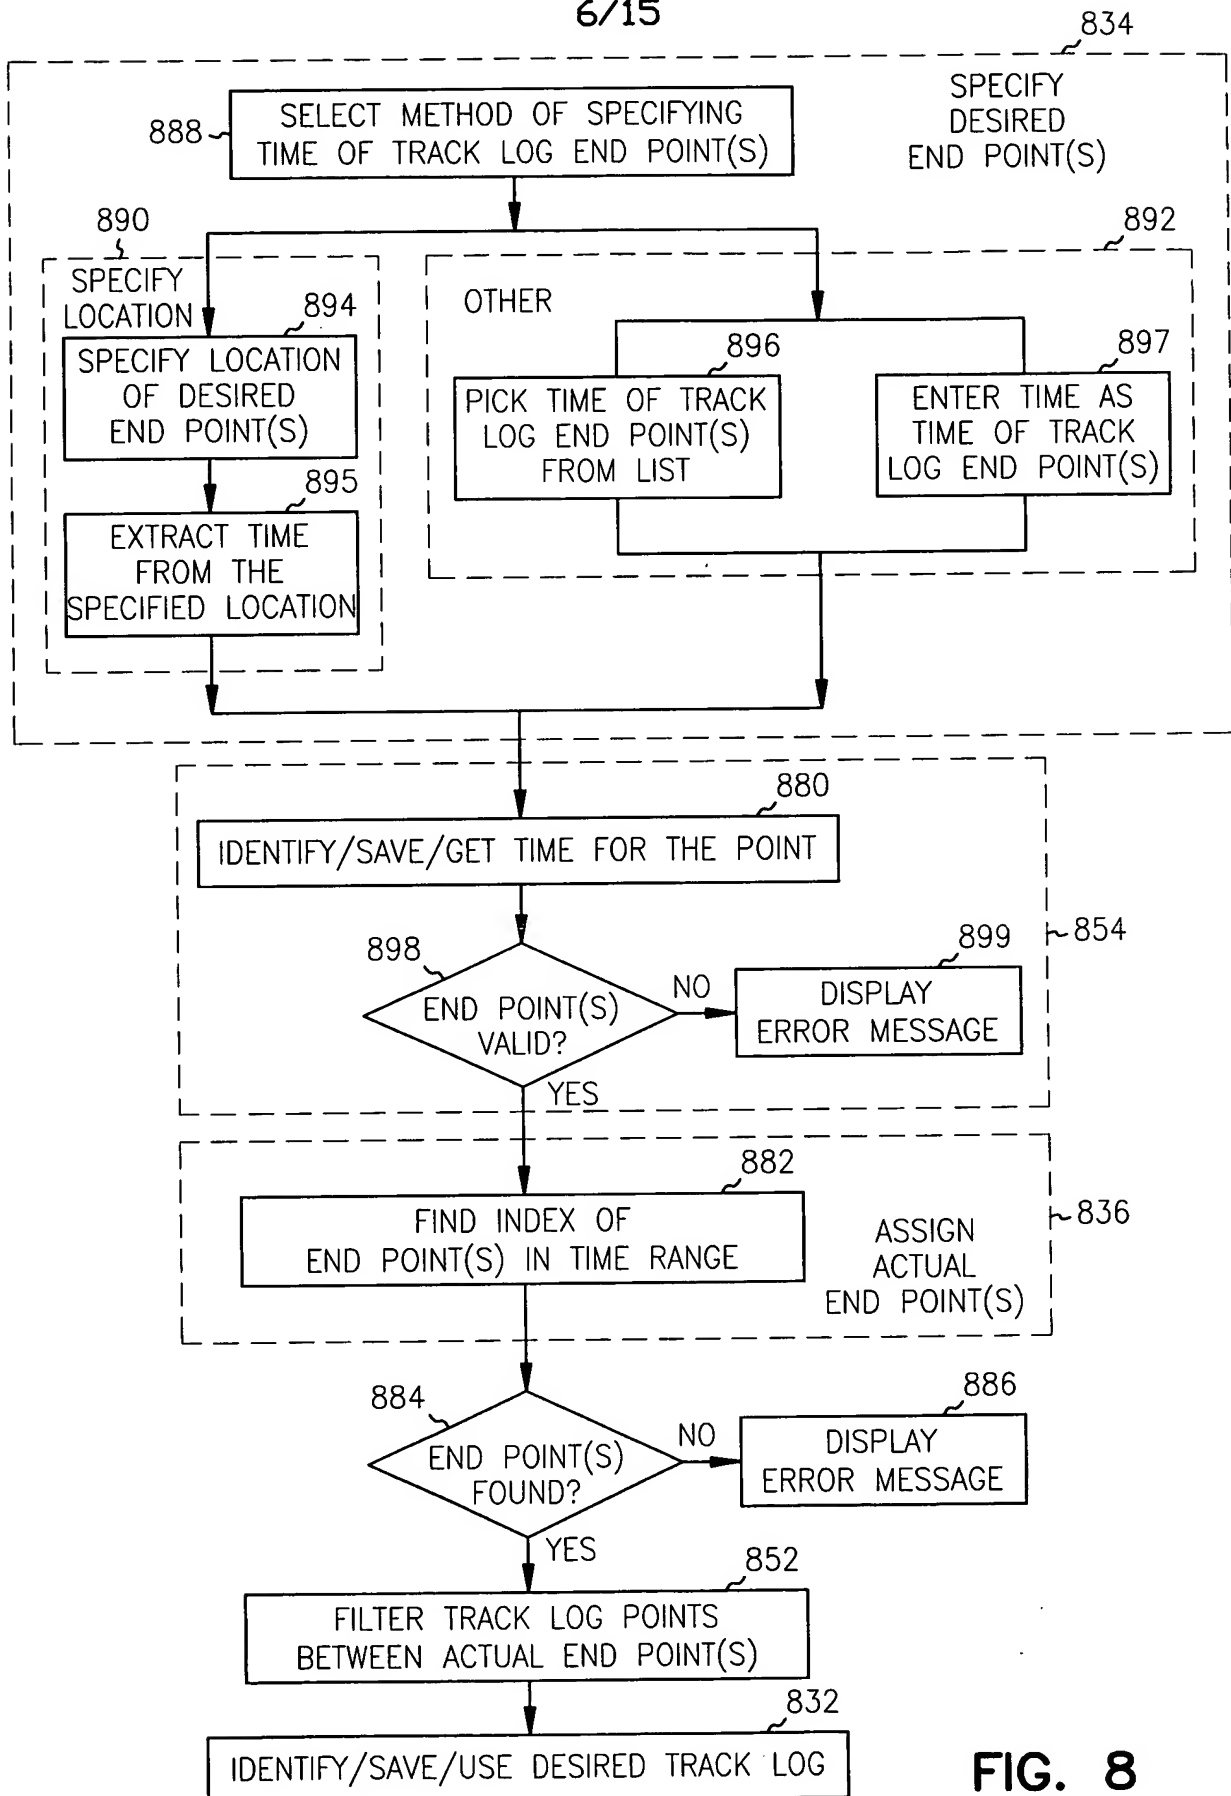 6/15
834
SPECIFY
DESIRED
END POINT(S)
888
SELECT METHOD OF SPECIFYING
TIME OF TRACK LOG END POINT(S)
890
SPECIFY
LOCATION
892
OTHER
894
SPECIFY LOCATION
OF DESIRED
END POINT(S)
896
PICK TIME OF TRACK
LOG END POINT(S)
FROM LIST
897
ENTER TIME AS
TIME OF TRACK
LOG END POINT(S)
895
EXTRACT TIME
FROM THE
SPECIFIED LOCATION
880
IDENTIFY/SAVE/GET TIME FOR THE POINT
854
898
END POINT(S)
VALID?
NO
899
DISPLAY
ERROR MESSAGE
YES
882
FIND INDEX OF
END POINT(S) IN TIME RANGE
836
ASSIGN
ACTUAL
END POINT(S)
884
END POINT(S)
FOUND?
NO
886
DISPLAY
ERROR MESSAGE
YES
852
FILTER TRACK LOG POINTS
BETWEEN ACTUAL END POINT(S)
832
IDENTIFY/SAVE/USE DESIRED TRACK LOG
FIG. 8